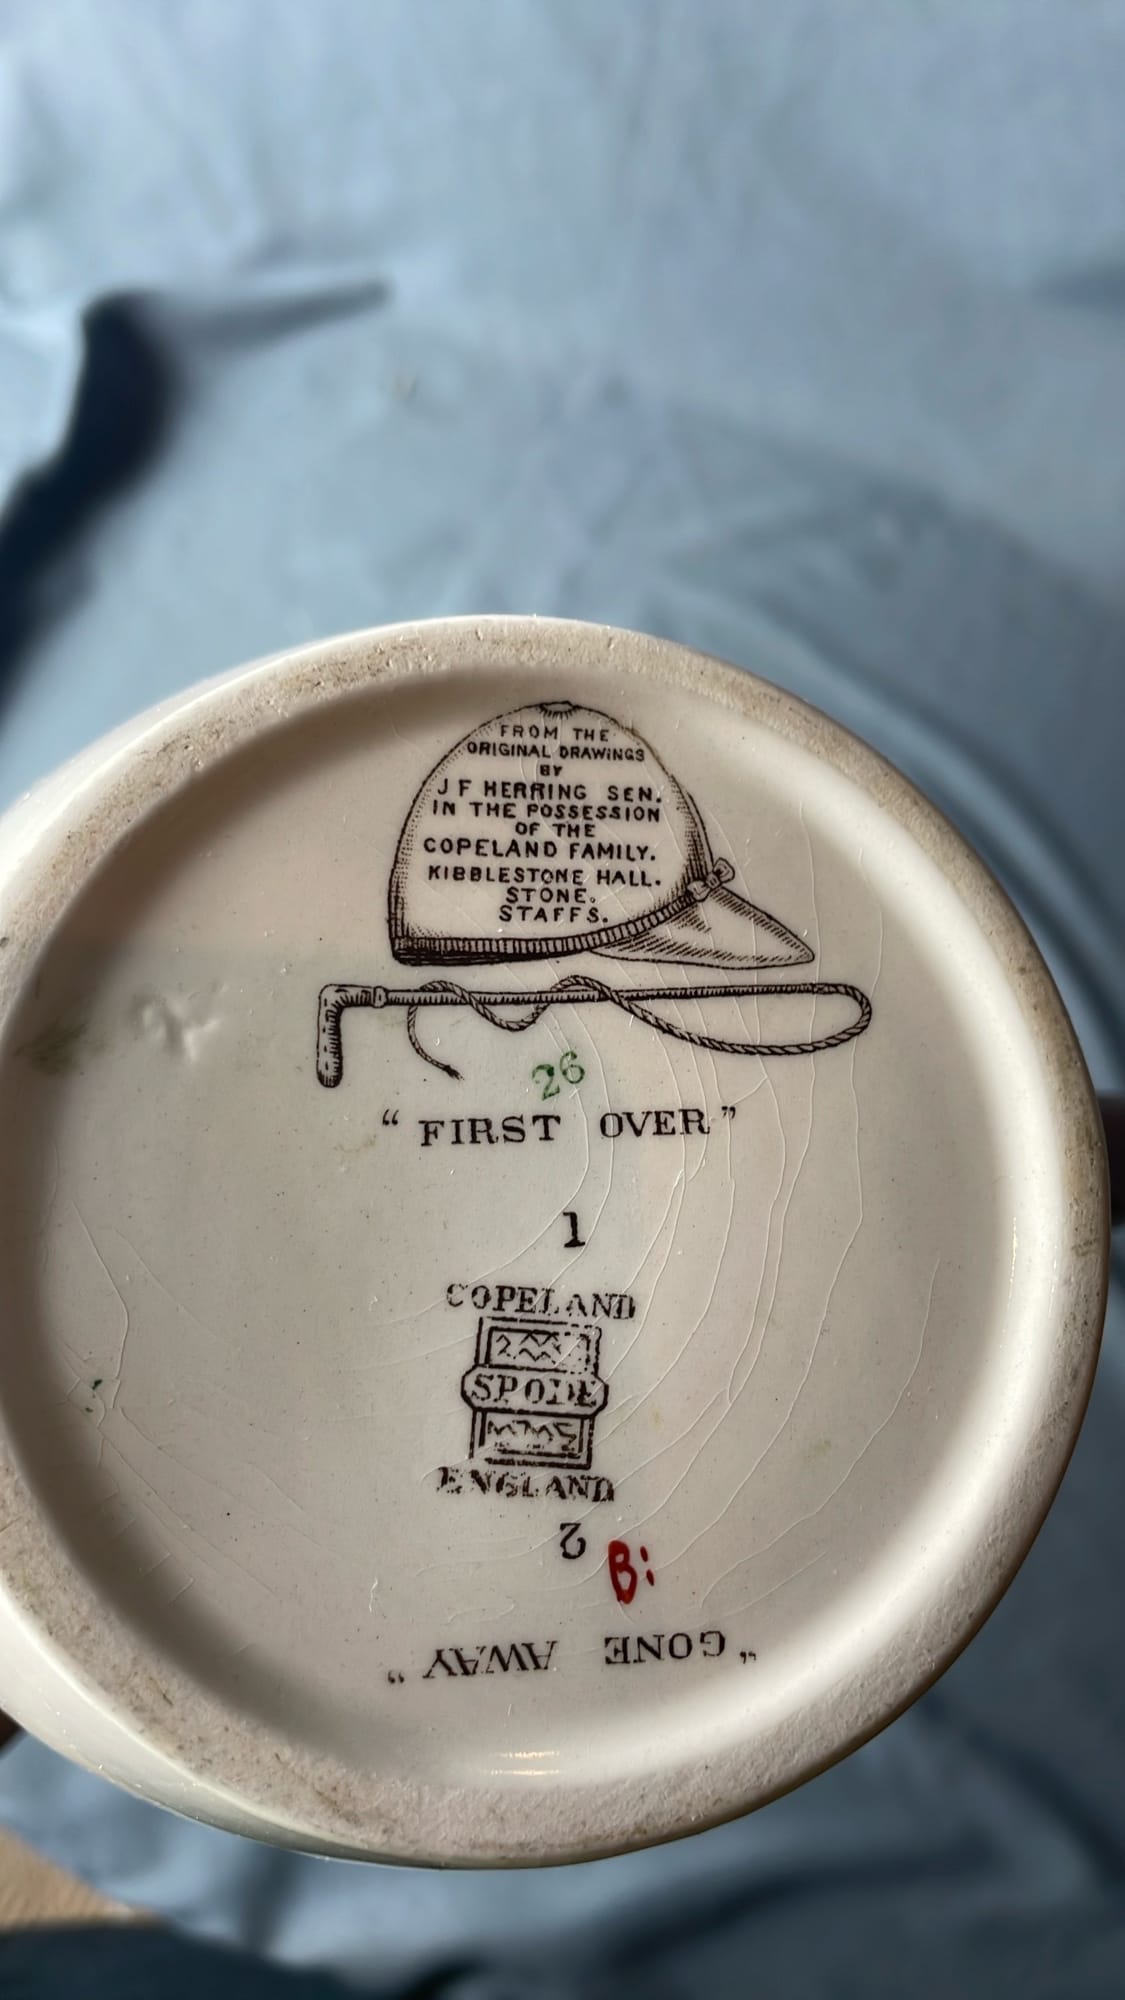 FROM THE
ORIGINAL DRAWINGS
BY
J F HERRING SEN.
IN THE POSSESSION
OF THE
COPELAND FAMILY.
KIBBLESTONE HALL.
STONE.
STAFFS.
26
“ FIRST OVER ”
1
COPELAND
SPODE
ENGLAND
2
B:
“ GONE AWAY ”